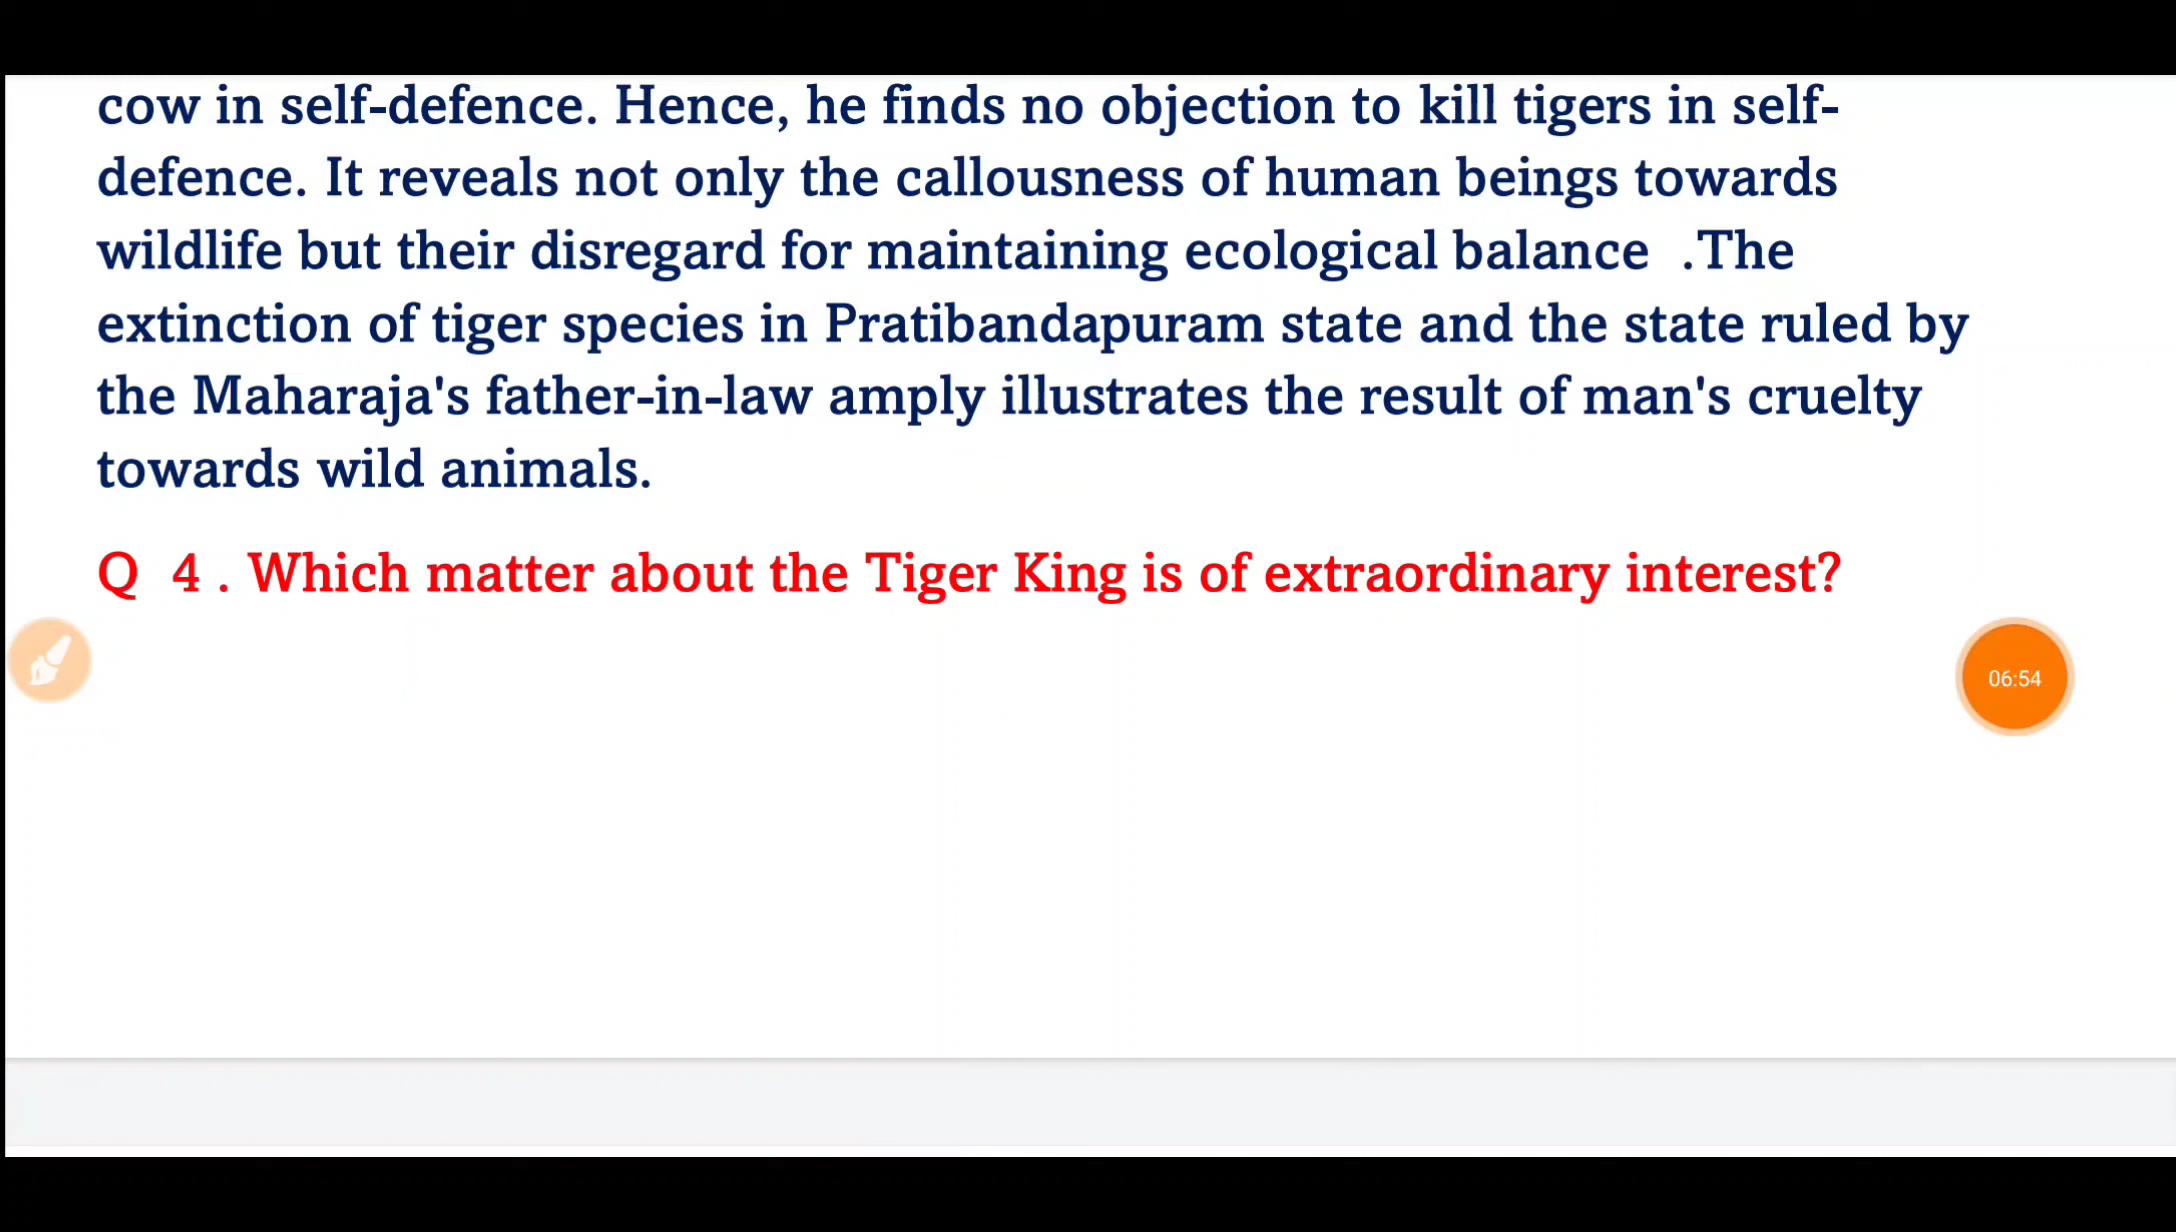 cow in self-defence. Hence, he finds no objection to kill tigers in self-
defence. It reveals not only the callousness of human beings towards
wildlife but their disregard for maintaining ecological balance  .The
extinction of tiger species in Pratibandapuram state and the state ruled by
the Maharaja's father-in-law amply illustrates the result of man's cruelty
towards wild animals.
Q  4 . Which matter about the Tiger King is of extraordinary interest?
06:54